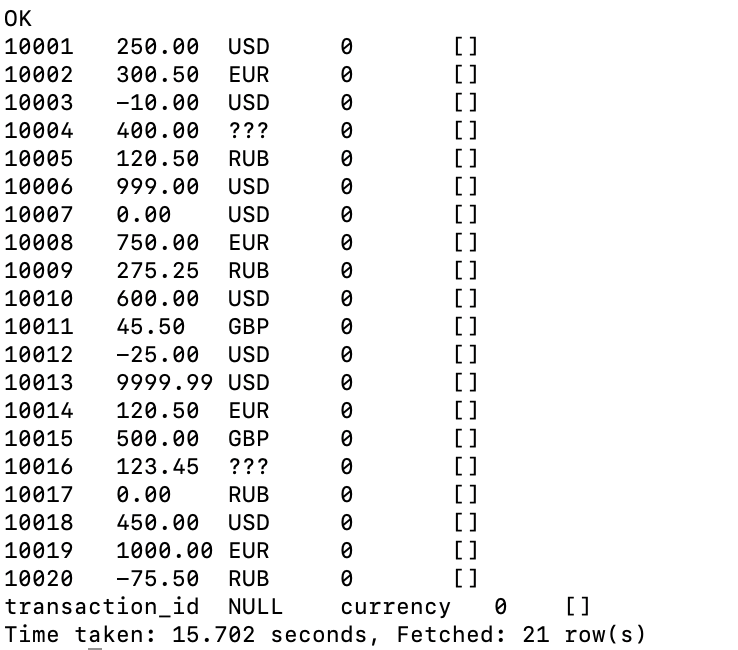 OK
10001 250.00 USD 0 []
10002 300.50 EUR 0 []
10003 -10.00 USD 0 []
10004 400.00 ??? 0 []
10005 120.50 RUB 0 []
10006 999.00 USD 0 []
10007 0.00 USD 0 []
10008 750.00 EUR 0 []
10009 275.25 RUB 0 []
10010 600.00 USD 0 []
10011 45.50 GBP 0 []
10012 -25.00 USD 0 []
10013 9999.99 USD 0 []
10014 120.50 EUR 0 []
10015 500.00 GBP 0 []
10016 123.45 ??? 0 []
10017 0.00 RUB 0 []
10018 450.00 USD 0 []
10019 1000.00 EUR 0 []
10020 -75.50 RUB 0 []
transaction_id NULL currency 0 []
Time taken: 15.702 seconds, Fetched: 21 row(s)